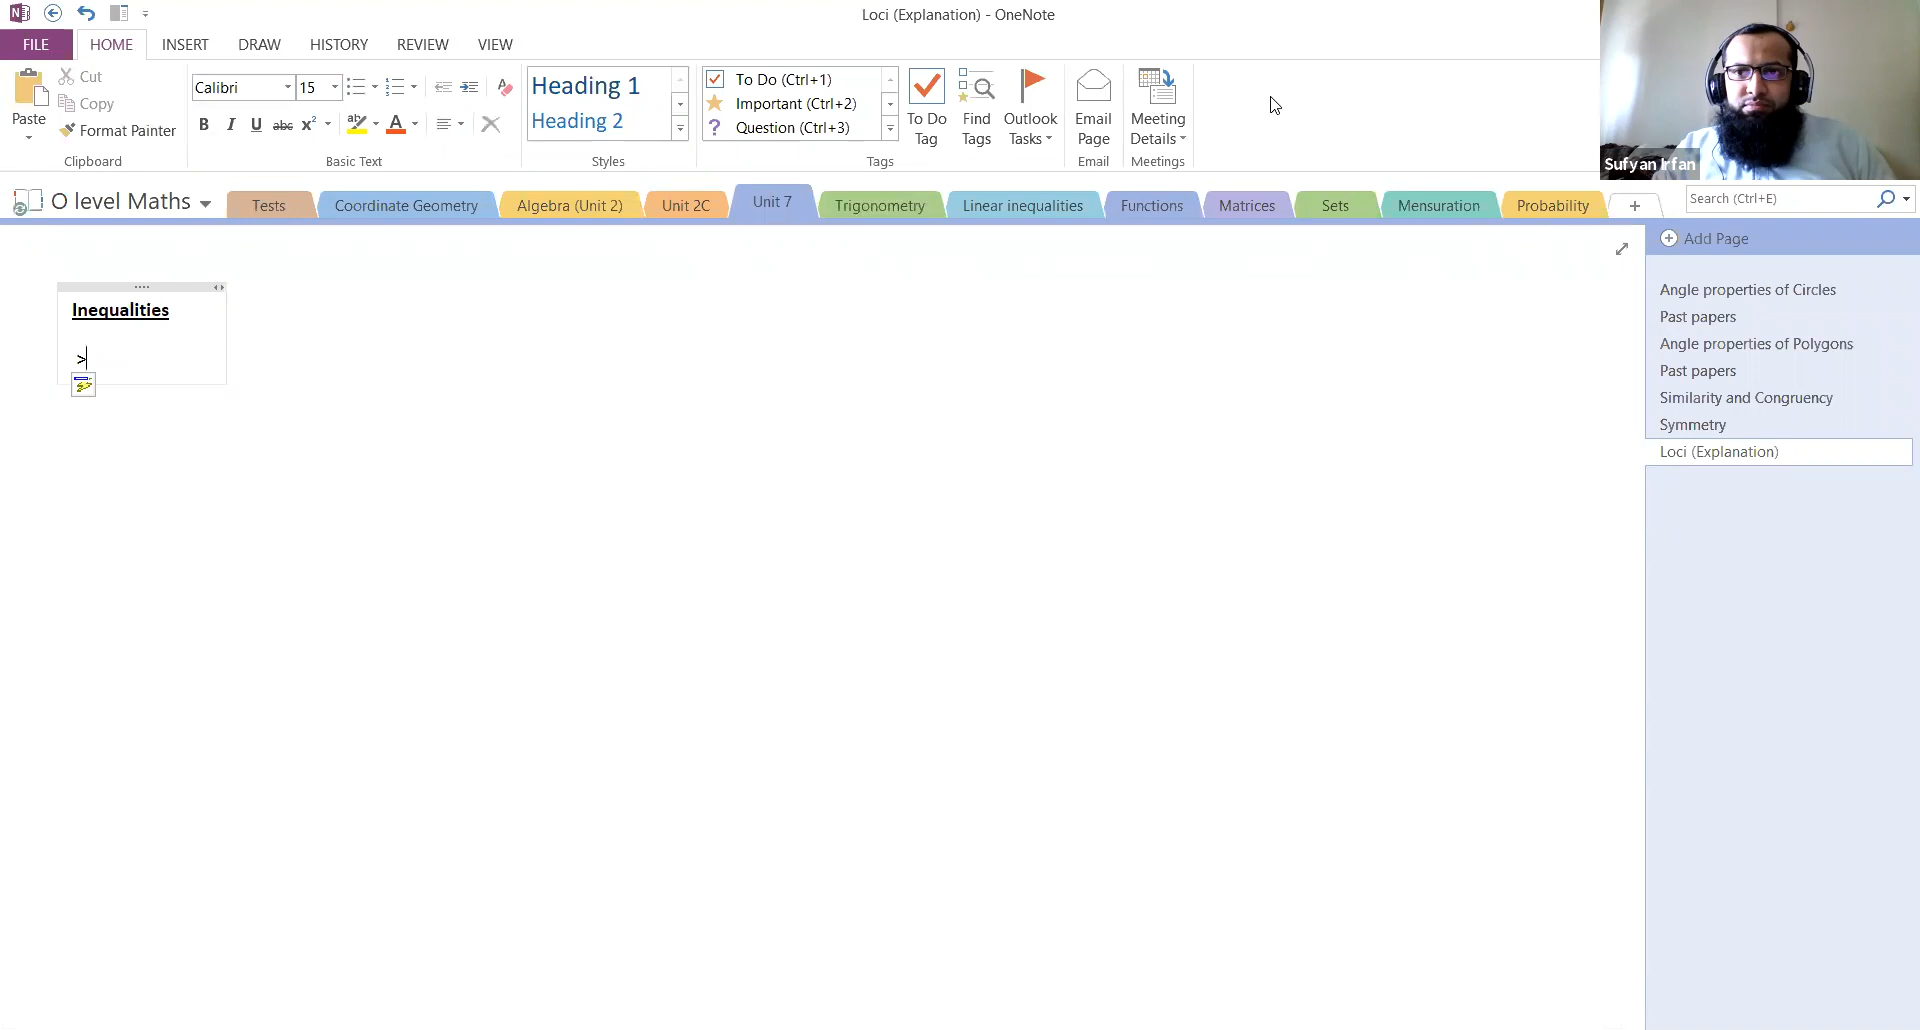 Loci (Explanation) - OneNote
FILE HOME INSERT DRAW HISTORY REVIEW VIEW
Paste
Cut
Copy
Format Painter
Clipboard
Calibri 15
B I U abc x² ab A
Basic Text
Heading 1
Heading 2
Styles
To Do (Ctrl+1)
Important (Ctrl+2)
? Question (Ctrl+3)
Tags
To Do Tag
Find Tags
Outlook Tasks
Email Page
Email
Meeting Details
Meetings
Sufyan Irfan
O level Maths
Tests Coordinate Geometry Algebra (Unit 2) Unit 2C Unit 7 Trigonometry Linear inequalities Functions Matrices Sets Mensuration Probability +
Search (Ctrl+E)
Add Page
Inequalities
>
Angle properties of Circles
Past papers
Angle properties of Polygons
Past papers
Similarity and Congruency
Symmetry
Loci (Explanation)